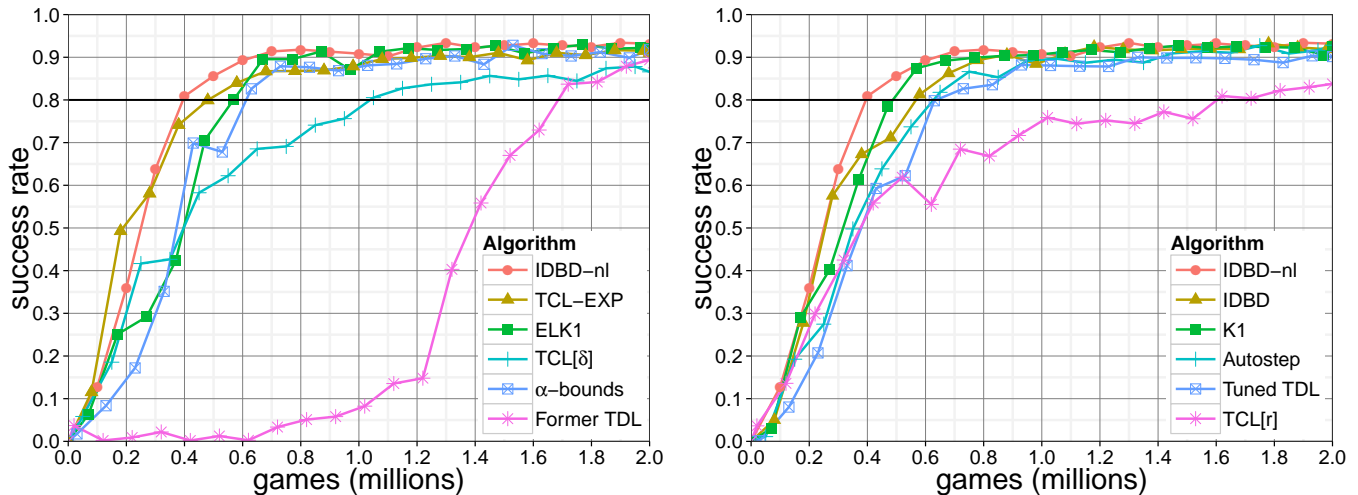 success rate
1.0
0.9
0.8
0.7
0.6
0.5
0.4
0.3
0.2
0.1
0.0
0.0 0.2 0.4 0.6 0.8 1.0 1.2 1.4 1.6 1.8 2.0
games (millions)
Algorithm
IDBD−nl
TCL−EXP
ELK1
TCL[δ]
α−bounds
Former TDL
success rate
1.0
0.9
0.8
0.7
0.6
0.5
0.4
0.3
0.2
0.1
0.0
0.0 0.2 0.4 0.6 0.8 1.0 1.2 1.4 1.6 1.8 2.0
games (millions)
Algorithm
IDBD−nl
IDBD
K1
Autostep
Tuned TDL
TCL[r]